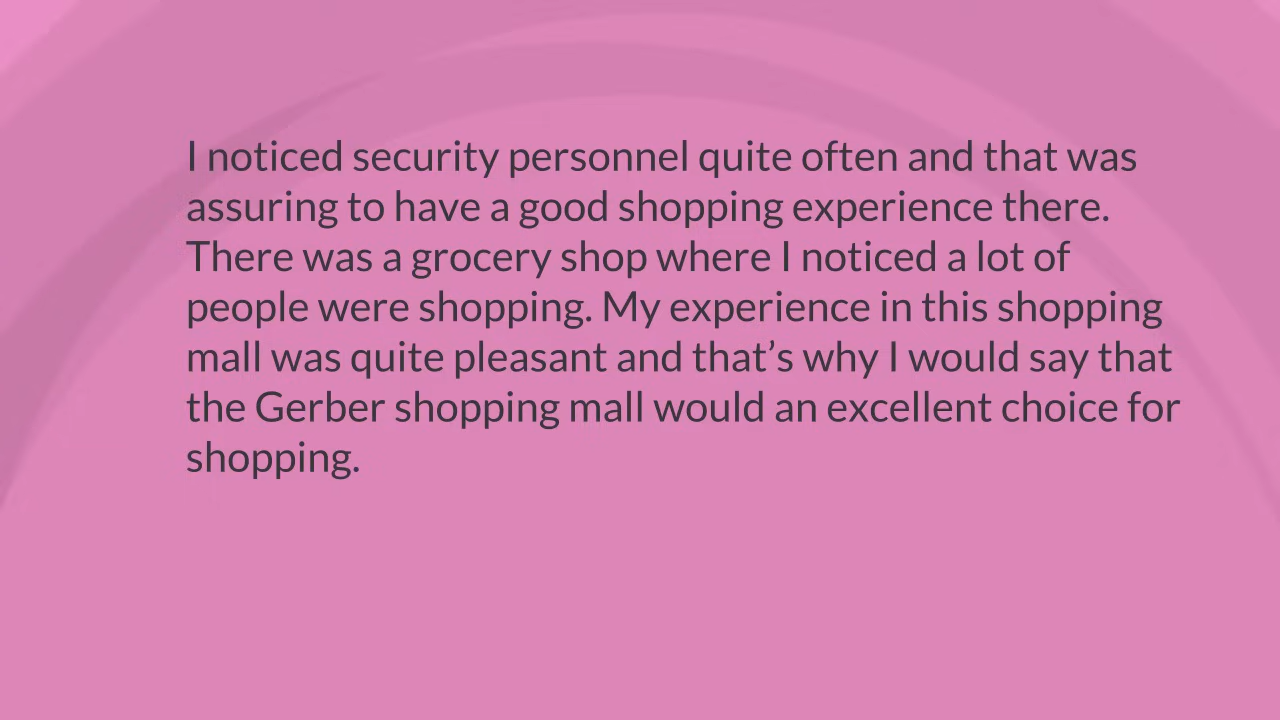 I noticed security personnel quite often and that was
assuring to have a good shopping experience there.
There was a grocery shop where I noticed a lot of
people were shopping. My experience in this shopping
mall was quite pleasant and that’s why I would say that
the Gerber shopping mall would an excellent choice for
shopping.